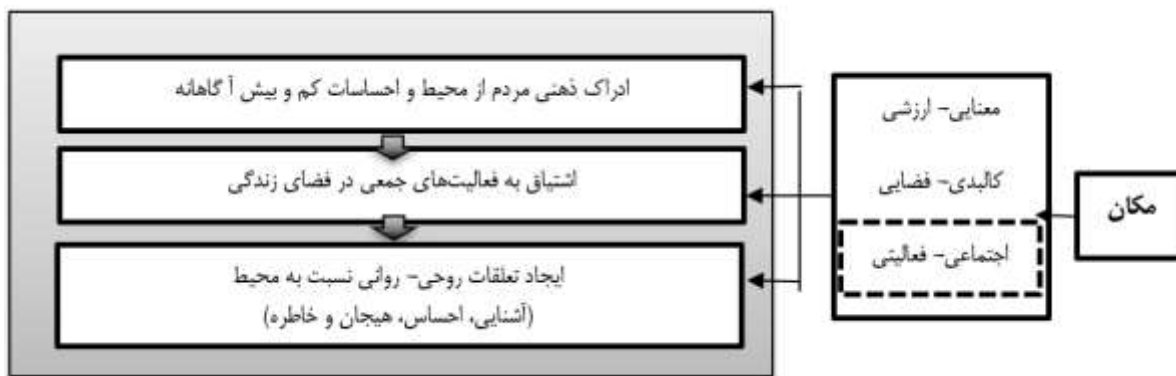 مکان
معنایی- ارزشی
کالبدی- فضایی
اجتماعی- فعالیتی
ادراک ذهنی مردم از محیط و احساسات کم و بیش آ گاهانه
اشتیاق به فعالیت‌های جمعی در فضای زندگی
ایجاد تعلقات روحی- روانی نسبت به محیط
(آشنایی، احساس، هیجان و خاطره)